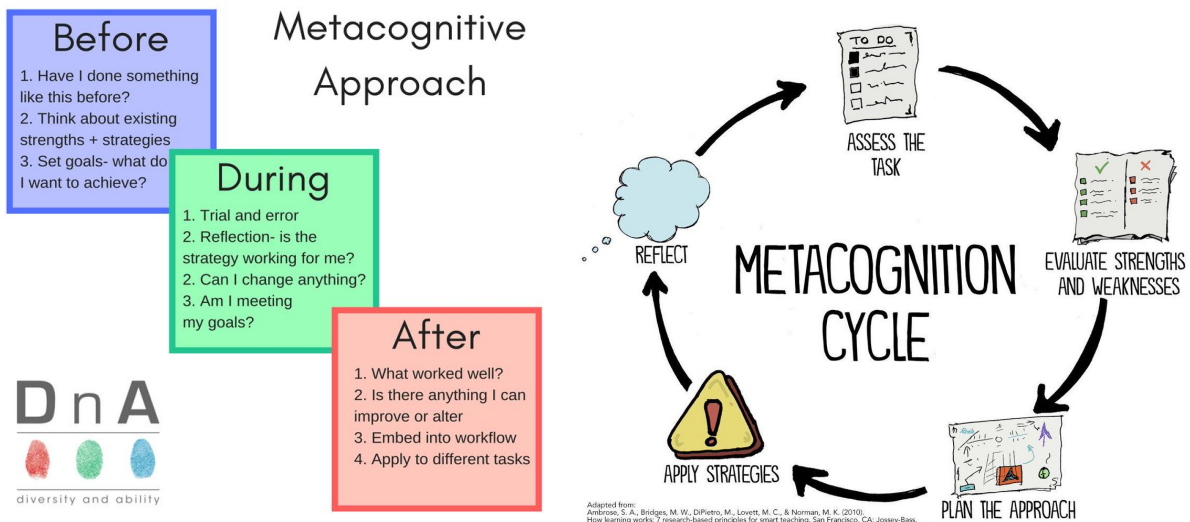 Metacognitive
Approach
Before
1. Have I done something
like this before?
2. Think about existing
strengths + strategies
3. Set goals- what do
I want to achieve?
During
1. Trial and error
2. Reflection- is the
strategy working for me?
2. Can I change anything?
3. Am I meeting
my goals?
After
1. What worked well?
2. Is there anything I can
improve or alter
3. Embed into workflow
4. Apply to different tasks
DnA
diversity and ability
METACOGNITION
CYCLE
TO DO
ASSESS THE
TASK
EVALUATE STRENGTHS
AND WEAKNESSES
PLAN THE APPROACH
APPLY STRATEGIES
REFLECT
Adapted from:
Ambrose, S. A., Bridges, M. W., DiPietro, M., Lovett, M. C., & Norman, M. K. (2010).
How learning works: 7 research-based principles for smart teaching. San Francisco, CA: Jossey-Bass.